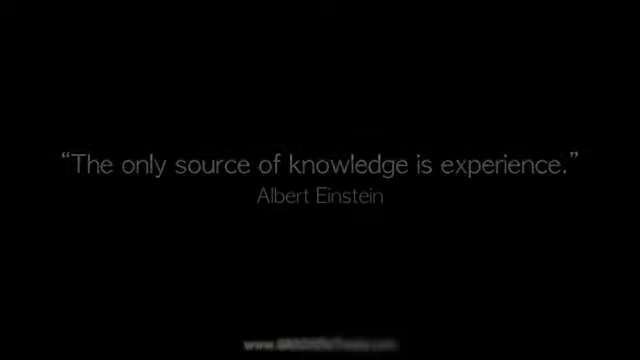 “The only source of knowledge is experience.”
Albert Einstein